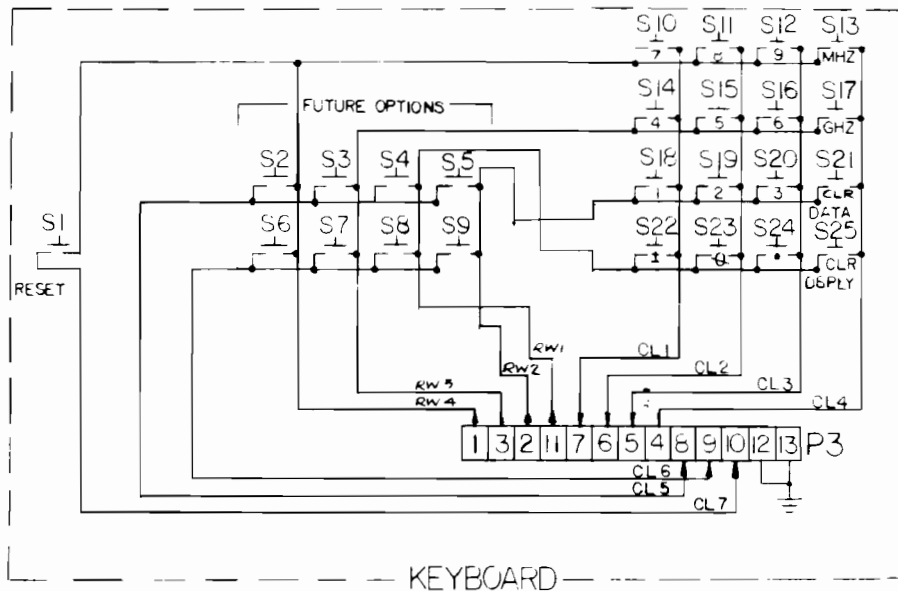 S10 S11 S12 S13
7 8 9 MHZ
S14 S15 S16 S17
FUTURE OPTIONS
4 5 6 GHZ
S2 S3 S4 S5
S18 S19 S20 S21
1 2 3 CLR
DATA
S1
S6 S7 S8 S9
S22 S23 S24 S25
± 0 . CLR
DSPLY
RESET
RW1
CL1
RW2
CL2
RW3
CL3
RW4
CL4
1 3 2 11 7 6 5 4 8 9 10 12 13 P3
CL6
CL5
CL7
KEYBOARD